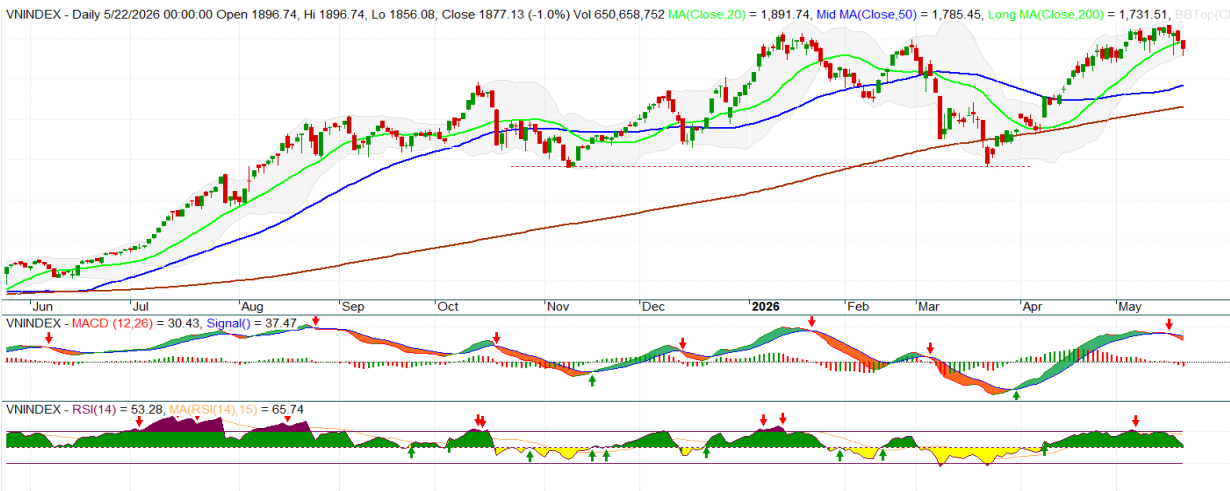 VNINDEX - Daily 5/22/2026 00:00:00 Open 1896.74, Hi 1896.74, Lo 1856.08, Close 1877.13 (-1.0%) Vol 650,658,752 MA(Close,20) = 1,891.74, Mid MA(Close,50) = 1,785.45, Long MA(Close,200) = 1,731.51, BBTop(Cl
Jun Jul Aug Sep Oct Nov Dec 2026 Feb Mar Apr May
VNINDEX - MACD (12,26) = 30.43, Signal() = 37.47
VNINDEX - RSI(14) = 53.28, MA(RSI(14),15) = 65.74